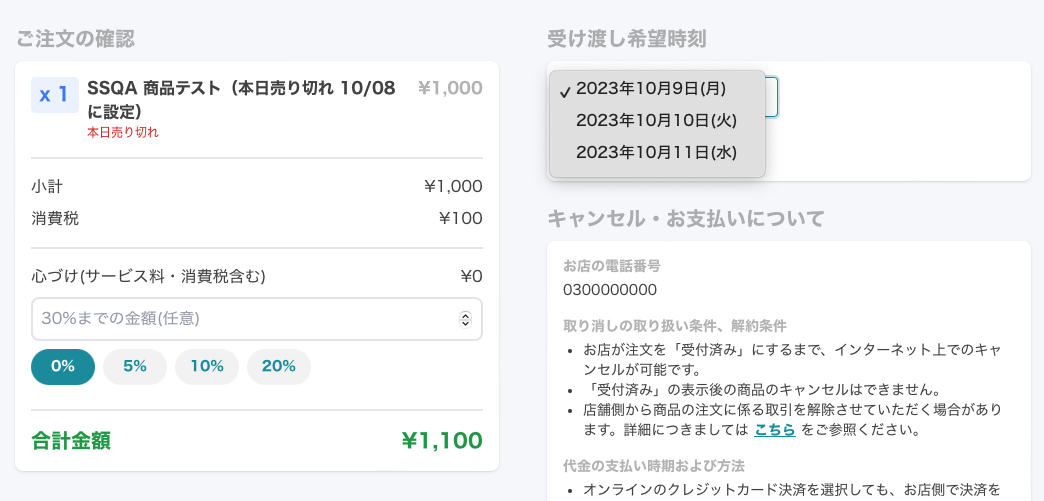 ご注文の確認
x 1
SSQA 商品テスト（本日売り切れ 10/08
に設定)
¥1,000
本日売り切れ
小計
¥1,000
消費税
¥100
心づけ(サービス料・消費税含む)
¥0
30%までの金額(任意)
0%
5%
10%
20%
合計金額
¥1,100
受け渡し希望時刻
✓ 2023年10月9日(月)
2023年10月10日(火)
2023年10月11日(水)
キャンセル・お支払いについて
お店の電話番号
0300000000
取り消しの取り扱い条件、解約条件
• お店が注文を「受付済み」にするまで、インターネット上でのキャ
ンセルが可能です。
• 「受付済み」の表示後の商品のキャンセルはできません。
• 店舗側から商品の注文に係る取引を解除させていただく場合があり
ます。詳細につきましては こちら をご参照ください。
代金の支払い時期および方法
• オンラインのクレジットカード決済を選択しても、お店側で決済を